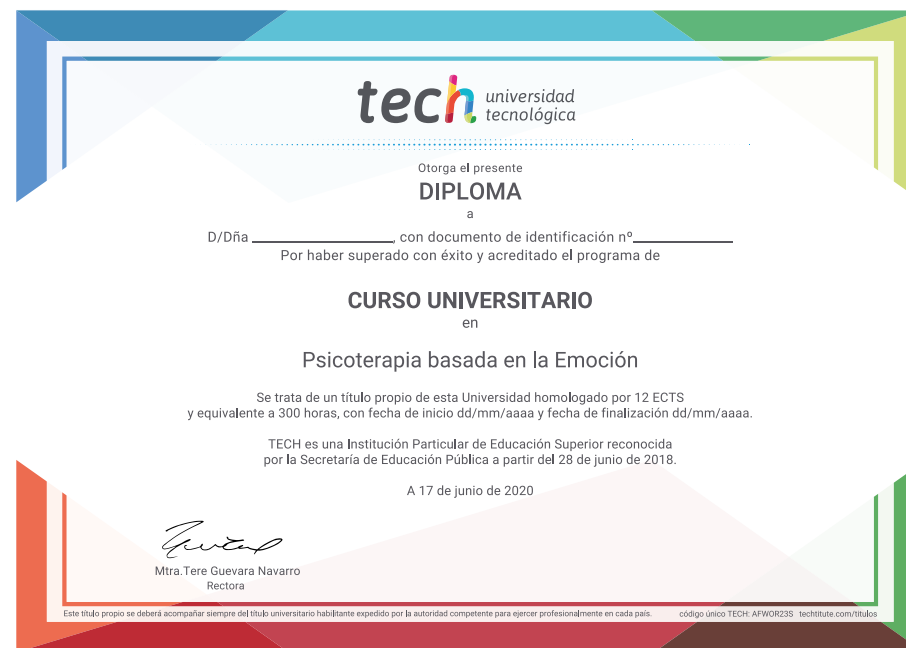 tech universidad
tecnológica
Otorga el presente
DIPLOMA
a
D/Dña ____________________, con documento de identificación nº______________
Por haber superado con éxito y acreditado el programa de
CURSO UNIVERSITARIO
en
Psicoterapia basada en la Emoción
Se trata de un título propio de esta Universidad homologado por 12 ECTS
y equivalente a 300 horas, con fecha de inicio dd/mm/aaaa y fecha de finalización dd/mm/aaaa.
TECH es una Institución Particular de Educación Superior reconocida
por la Secretaría de Educación Pública a partir del 28 de junio de 2018.
A 17 de junio de 2020
Mtra.Tere Guevara Navarro
Rectora
Este título propio se deberá acompañar siempre del título universitario habilitante expedido por la autoridad competente para ejercer profesionalmente en cada país. código único TECH: AFWOR23S techtitute.com/titulos